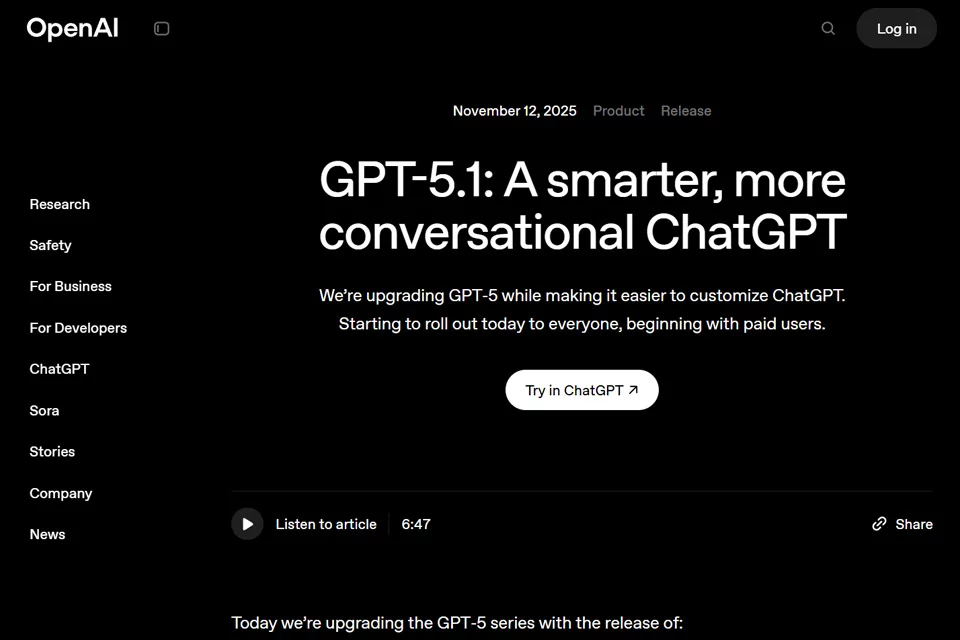 OpenAI
Log in
Research
Safety
For Business
For Developers
ChatGPT
Sora
Stories
Company
News
November 12, 2025 Product Release
GPT-5.1: A smarter, more
conversational ChatGPT
We’re upgrading GPT-5 while making it easier to customize ChatGPT.
Starting to roll out today to everyone, beginning with paid users.
Try in ChatGPT ↗
Listen to article 6:47
Share
Today we’re upgrading the GPT-5 series with the release of: